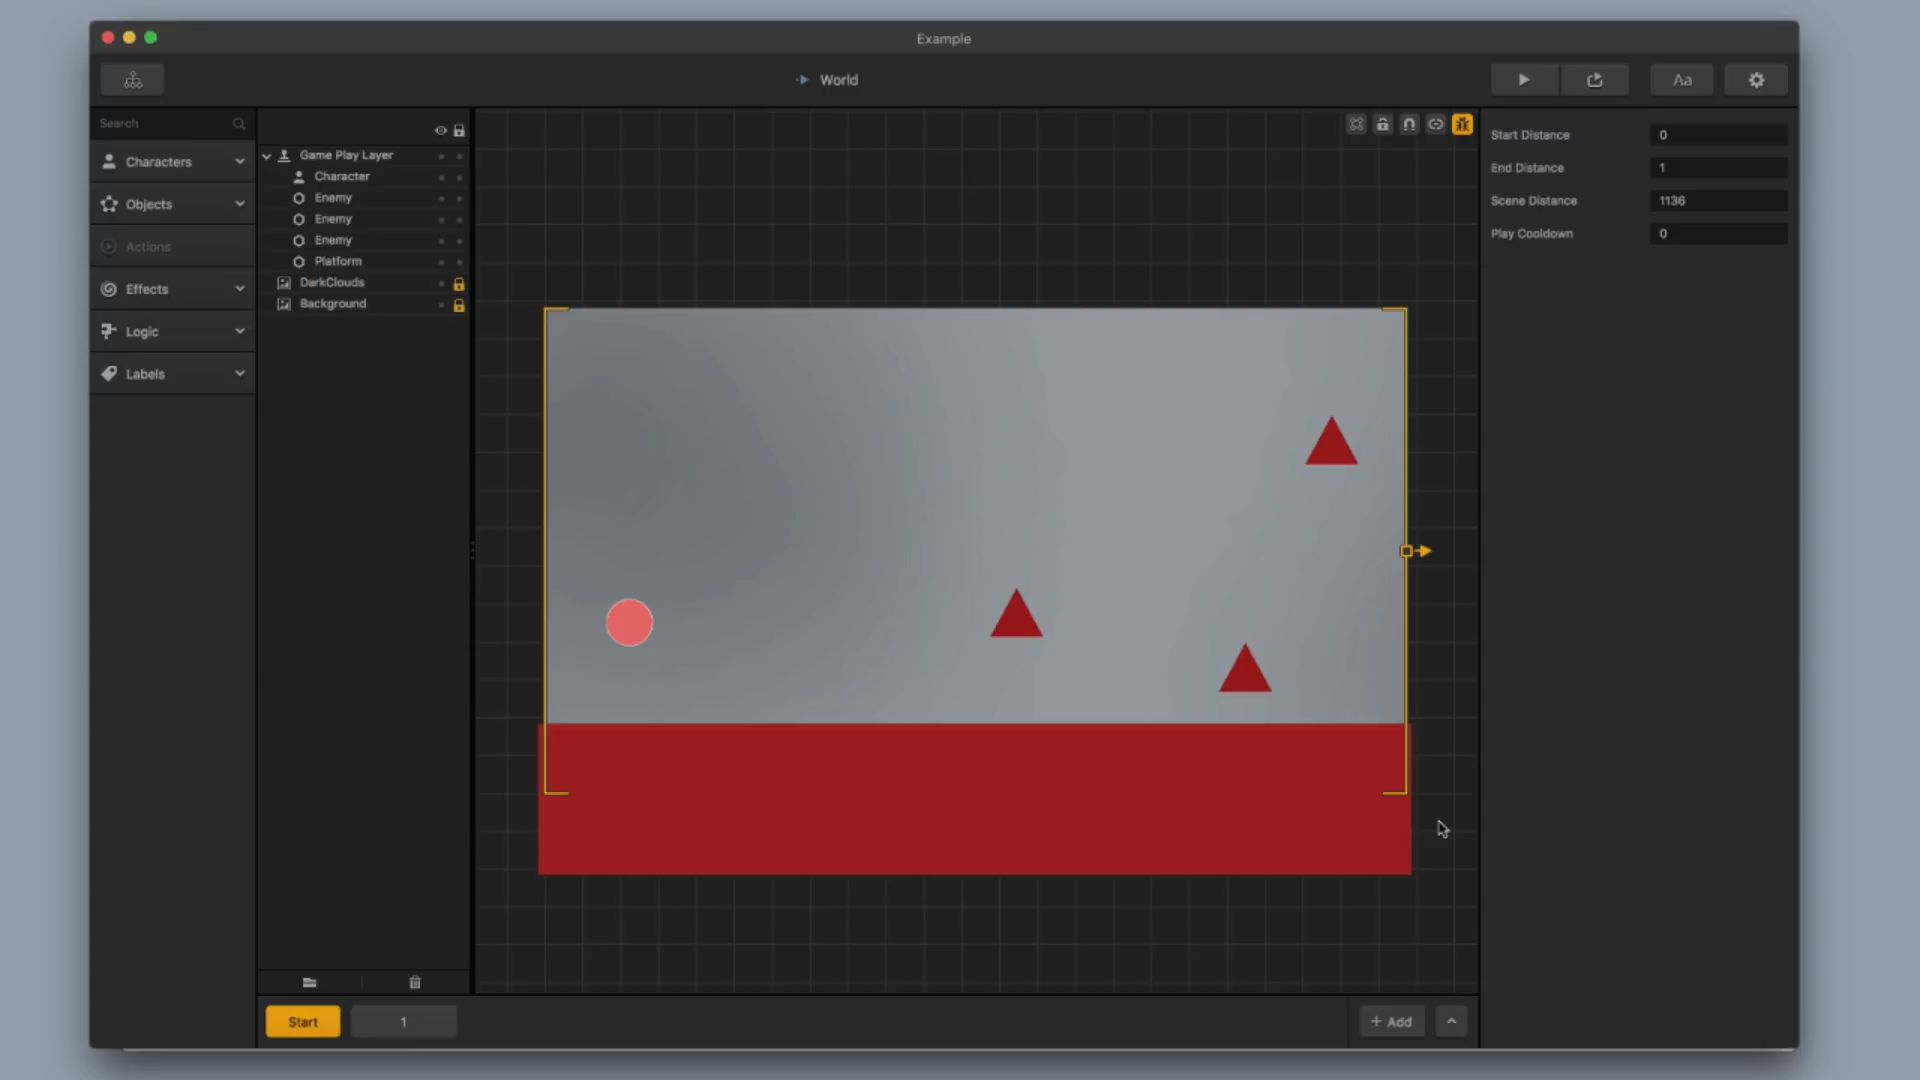 Example
World
Aa
Search
Characters
Objects
Actions
Effects
Logic
Labels
Game Play Layer
Character
Enemy
Enemy
Enemy
Platform
DarkClouds
Background
Start Distance 0
End Distance 1
Scene Distance 1136
Play Cooldown 0
Start
1
+ Add